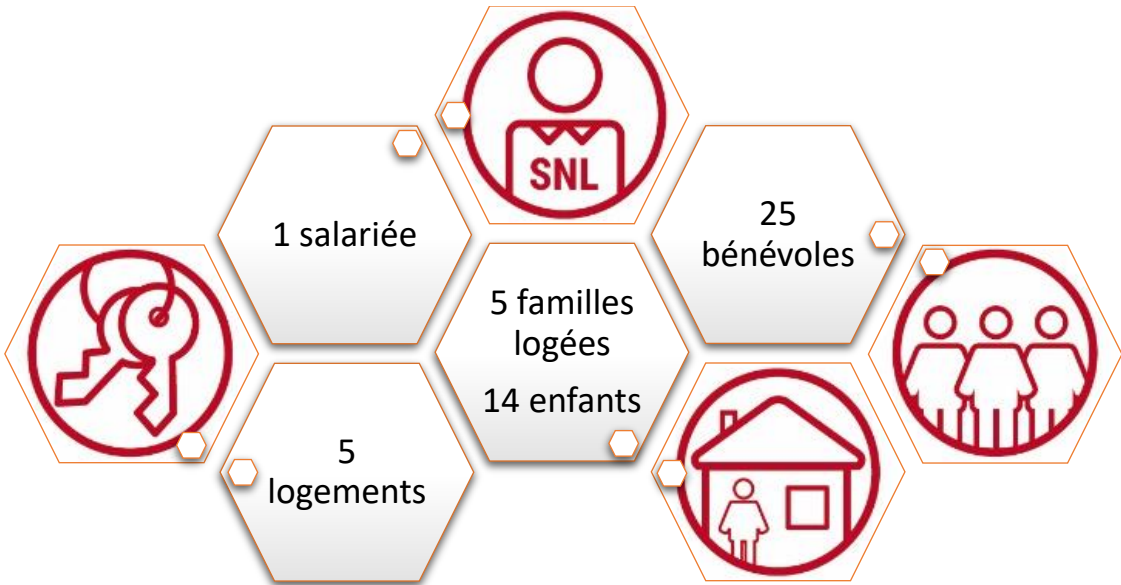 SNL
1 salariée
25
bénévoles
5 familles
logées
14 enfants
5
logements